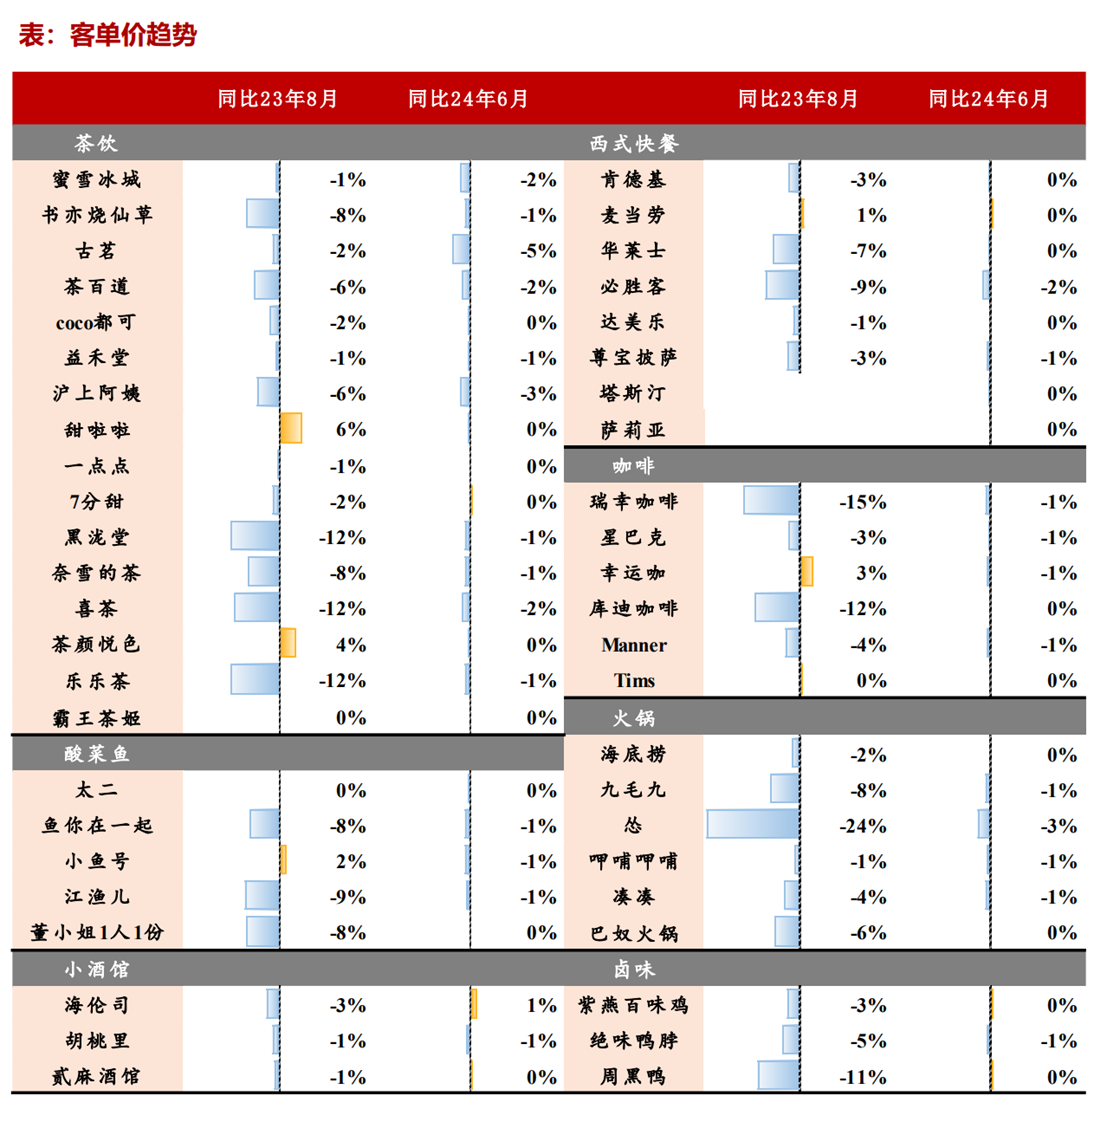 表：客单价趋势
同比23年8月 同比24年6月 同比23年8月 同比24年6月
茶饮 西式快餐
蜜雪冰城 -1% -2% 肯德基 -3% 0%
书亦烧仙草 -8% -1% 麦当劳 1% 0%
古茗 -2% -5% 华莱士 -7% 0%
茶百道 -6% -2% 必胜客 -9% -2%
coco都可 -2% 0% 达美乐 -1% 0%
益禾堂 -1% -1% 尊宝披萨 -3% -1%
沪上阿姨 -6% -3% 塔斯汀 0%
甜啦啦 6% 0% 萨莉亚 0%
一点点 -1% 0% 咖啡
7分甜 -2% 0% 瑞幸咖啡 -15% -1%
黑泷堂 -12% -1% 星巴克 -3% -1%
奈雪的茶 -8% -1% 幸运咖 3% -1%
喜茶 -12% -2% 库迪咖啡 -12% 0%
茶颜悦色 4% 0% Manner -4% -1%
乐乐茶 -12% -1% Tims 0% 0%
霸王茶姬 0% 0% 火锅
酸菜鱼 海底捞 -2% 0%
太二 0% 0% 九毛九 -8% -1%
鱼你在一起 -8% -1% 怂 -24% -3%
小鱼号 2% -1% 呷哺呷哺 -1% -1%
江渔儿 -9% -1% 凑凑 -4% -1%
董小姐1人1份 -8% 0% 巴奴火锅 -6% 0%
小酒馆 卤味
海伦司 -3% 1% 紫燕百味鸡 -3% 0%
胡桃里 -1% -1% 绝味鸭脖 -5% -1%
贰麻酒馆 -1% 0% 周黑鸭 -11% 0%